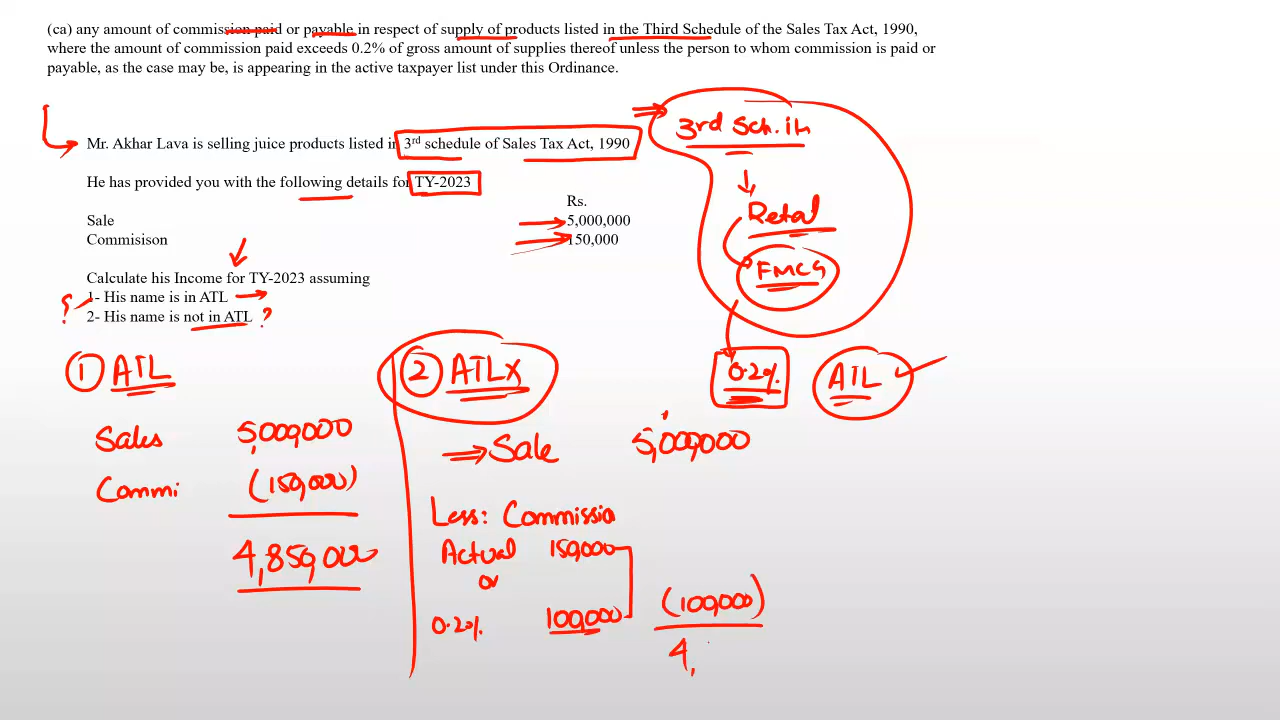 (ca) any amount of commission paid or payable in respect of supply of products listed in the Third Schedule of the Sales Tax Act, 1990,
where the amount of commission paid exceeds 0.2% of gross amount of supplies thereof unless the person to whom commission is paid or
payable, as the case may be, is appearing in the active taxpayer list under this Ordinance.
Mr. Akhar Lava is selling juice products listed in 3rd schedule of Sales Tax Act, 1990
He has provided you with the following details for TY-2023
Rs.
Sale 5,000,000
Commisison 150,000
Calculate his Income for TY-2023 assuming
1- His name is in ATL
? 2- His name is not in ATL ?
3rd Sch. in
Retal
FMCG
0.2%. ATL
① ATL
Sales 5,000,000
Commi (150,000)
4,850,000
② ATLX
Sale 5,000,000
Less: Commissio
Actual 150,000
or
0.2%. 100,000 (100,000)
4,